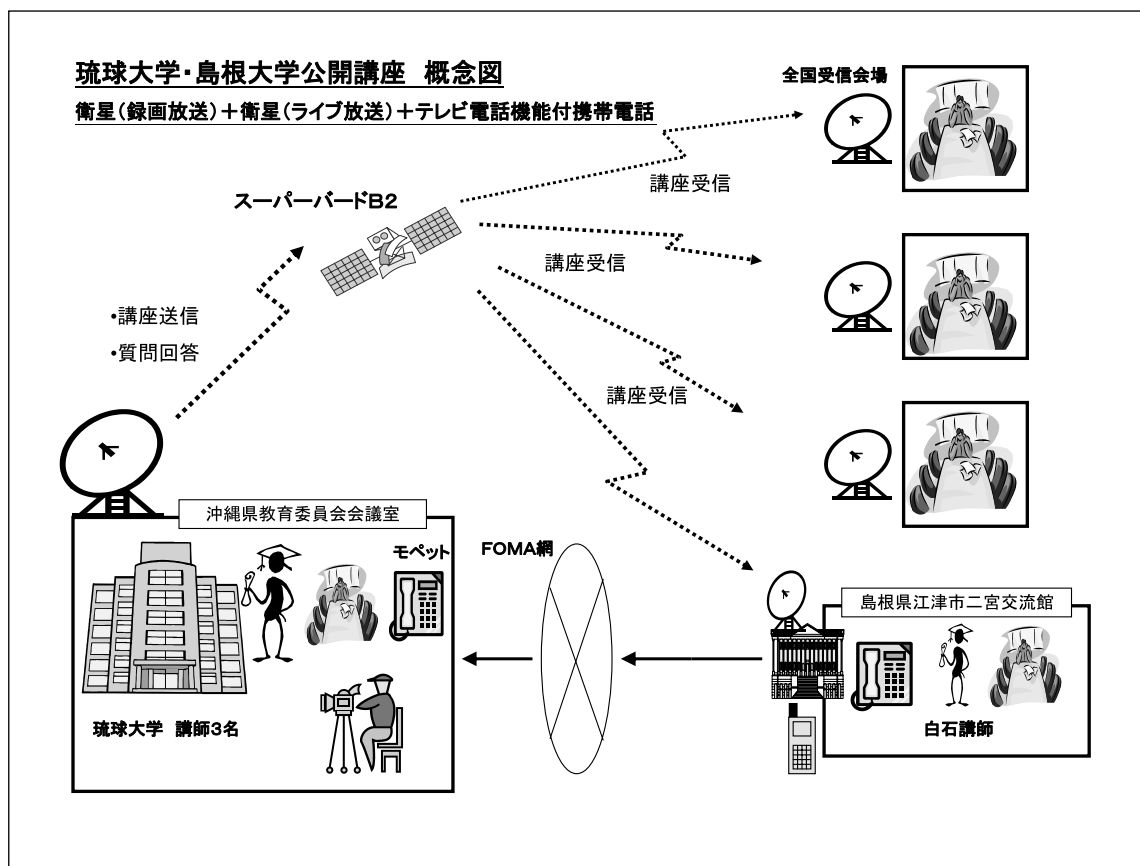 琉球大学・島根大学公開講座 概念図
衛星(録画放送)+衛星(ライブ放送)+テレビ電話機能付携帯電話
全国受信会場
講座受信
スーパーバードB2
講座受信
・講座送信
・質問回答
講座受信
沖縄県教育委員会会議室
モペット
FOMA網
島根県江津市二宮交流館
琉球大学 講師3名
白石講師